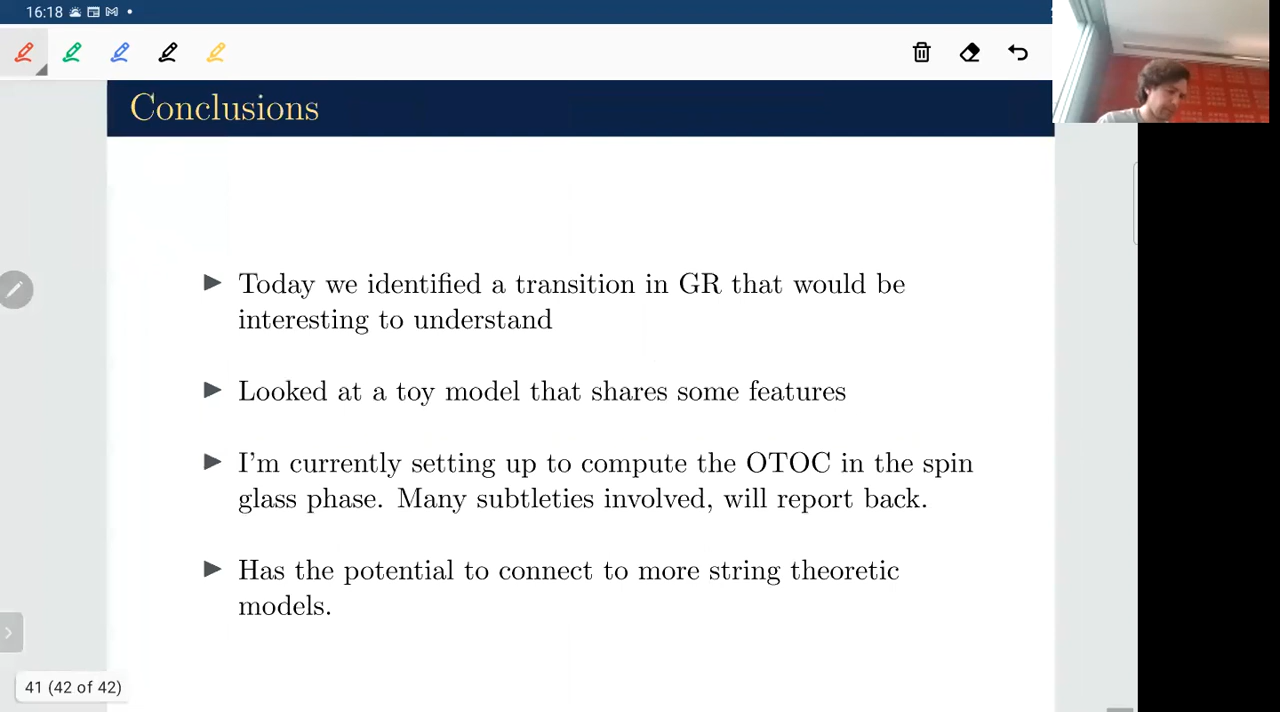 16:18
Conclusions
Today we identified a transition in GR that would be
interesting to understand
Looked at a toy model that shares some features
I'm currently setting up to compute the OTOC in the spin
glass phase. Many subtleties involved, will report back.
Has the potential to connect to more string theoretic
models.
41 (42 of 42)